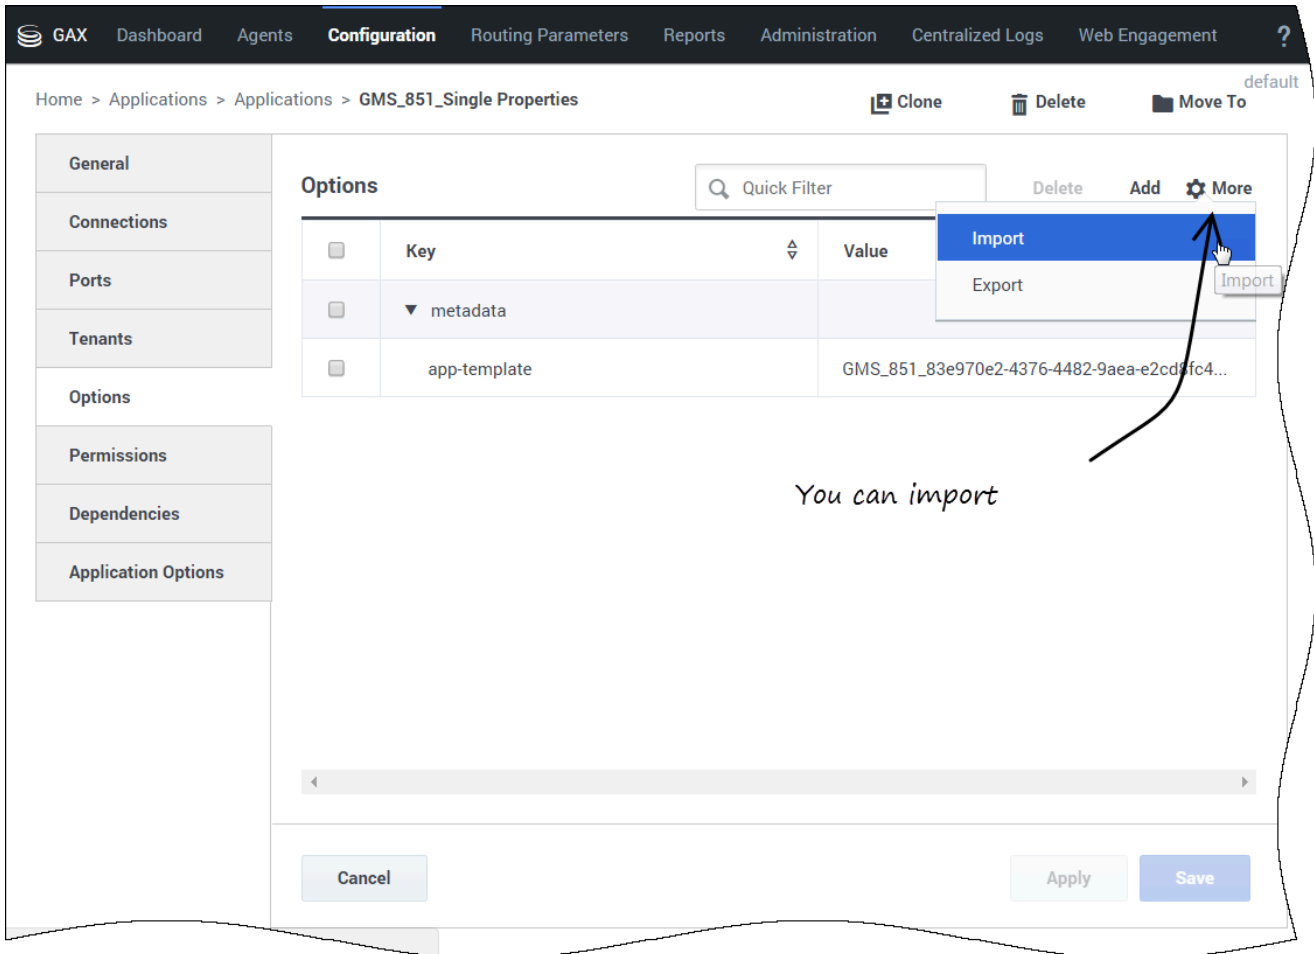 GAX Dashboard Agents Configuration Routing Parameters Reports Administration Centralized Logs Web Engagement ?
default
Home > Applications > Applications > GMS_851_Single Properties Clone Delete Move To
General
Connections
Ports
Tenants
Options
Permissions
Dependencies
Application Options
Options Quick Filter Delete Add More
Import
Export
Import
Key Value
metadata
app-template GMS_851_83e970e2-4376-4482-9aea-e2cd8fc4...
You can import
Cancel Apply Save